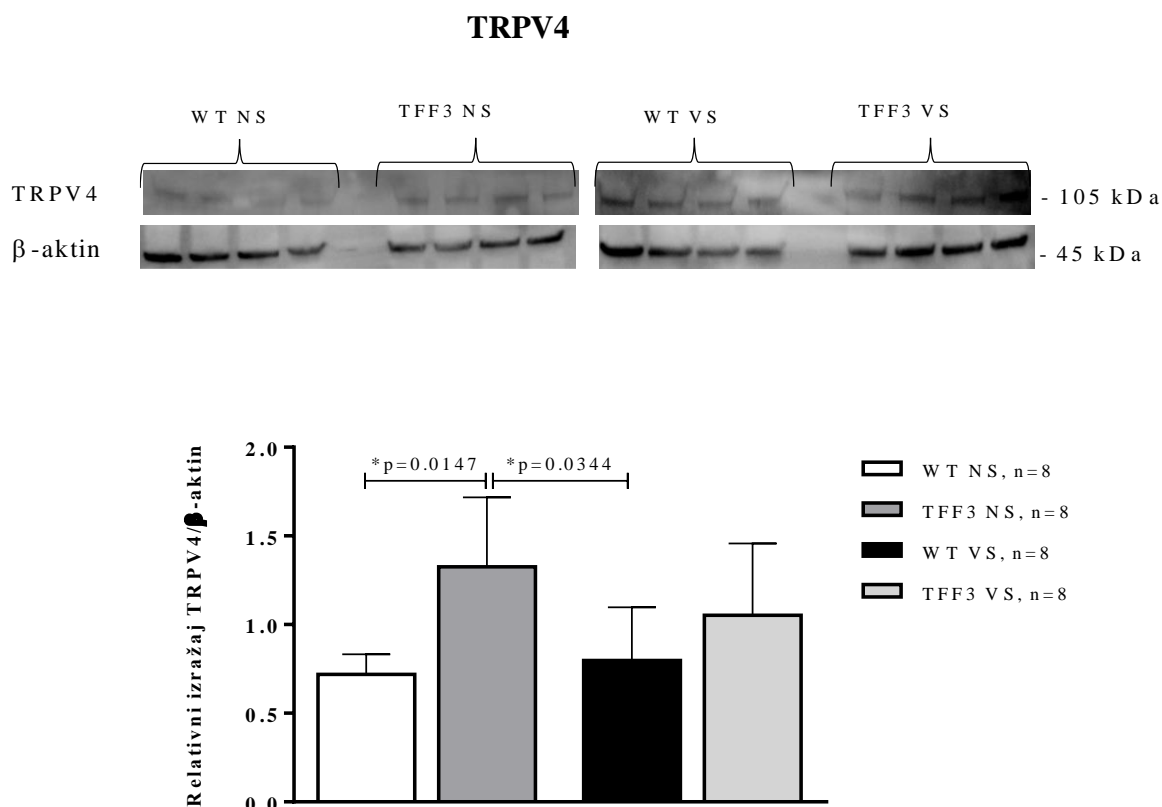 TRPV4
WT NS
TFF3 NS
WT VS
TFF3 VS
TRPV4
- 105 kDa
β-aktin
- 45 kDa
Relativni izražaj TRPV4/β-aktin
2.0
1.5
1.0
0.5
0.0
*p=0.0147
*p=0.0344
WT NS, n=8
TFF3 NS, n=8
WT VS, n=8
TFF3 VS, n=8